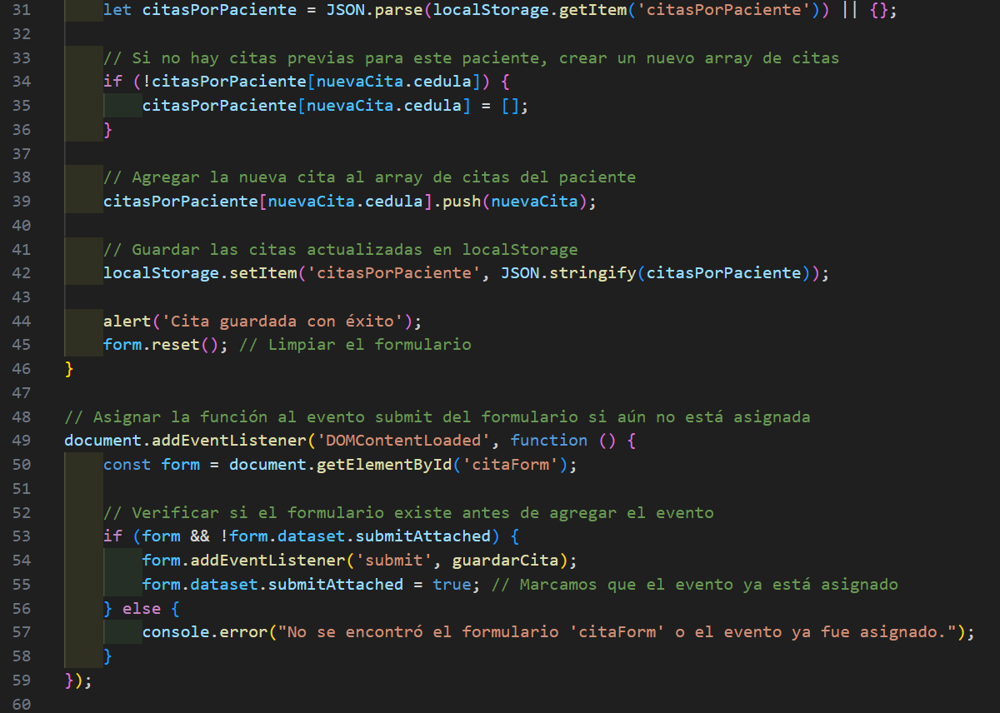 31 let citasPorPaciente = JSON.parse(localStorage.getItem('citasPorPaciente')) || {};
32
33 // Si no hay citas previas para este paciente, crear un nuevo array de citas
34 if (!citasPorPaciente[nuevaCita.cedula]) {
35 citasPorPaciente[nuevaCita.cedula] = [];
36 }
37
38 // Agregar la nueva cita al array de citas del paciente
39 citasPorPaciente[nuevaCita.cedula].push(nuevaCita);
40
41 // Guardar las citas actualizadas en localStorage
42 localStorage.setItem('citasPorPaciente', JSON.stringify(citasPorPaciente));
43
44 alert('Cita guardada con éxito');
45 form.reset(); // Limpiar el formulario
46 }
47
48 // Asignar la función al evento submit del formulario si aún no está asignada
49 document.addEventListener('DOMContentLoaded', function () {
50 const form = document.getElementById('citaForm');
51
52 // Verificar si el formulario existe antes de agregar el evento
53 if (form && !form.dataset.submitAttached) {
54 form.addEventListener('submit', guardarCita);
55 form.dataset.submitAttached = true; // Marcamos que el evento ya está asignado
56 } else {
57 console.error("No se encontró el formulario 'citaForm' o el evento ya fue asignado.");
58 }
59 });
60